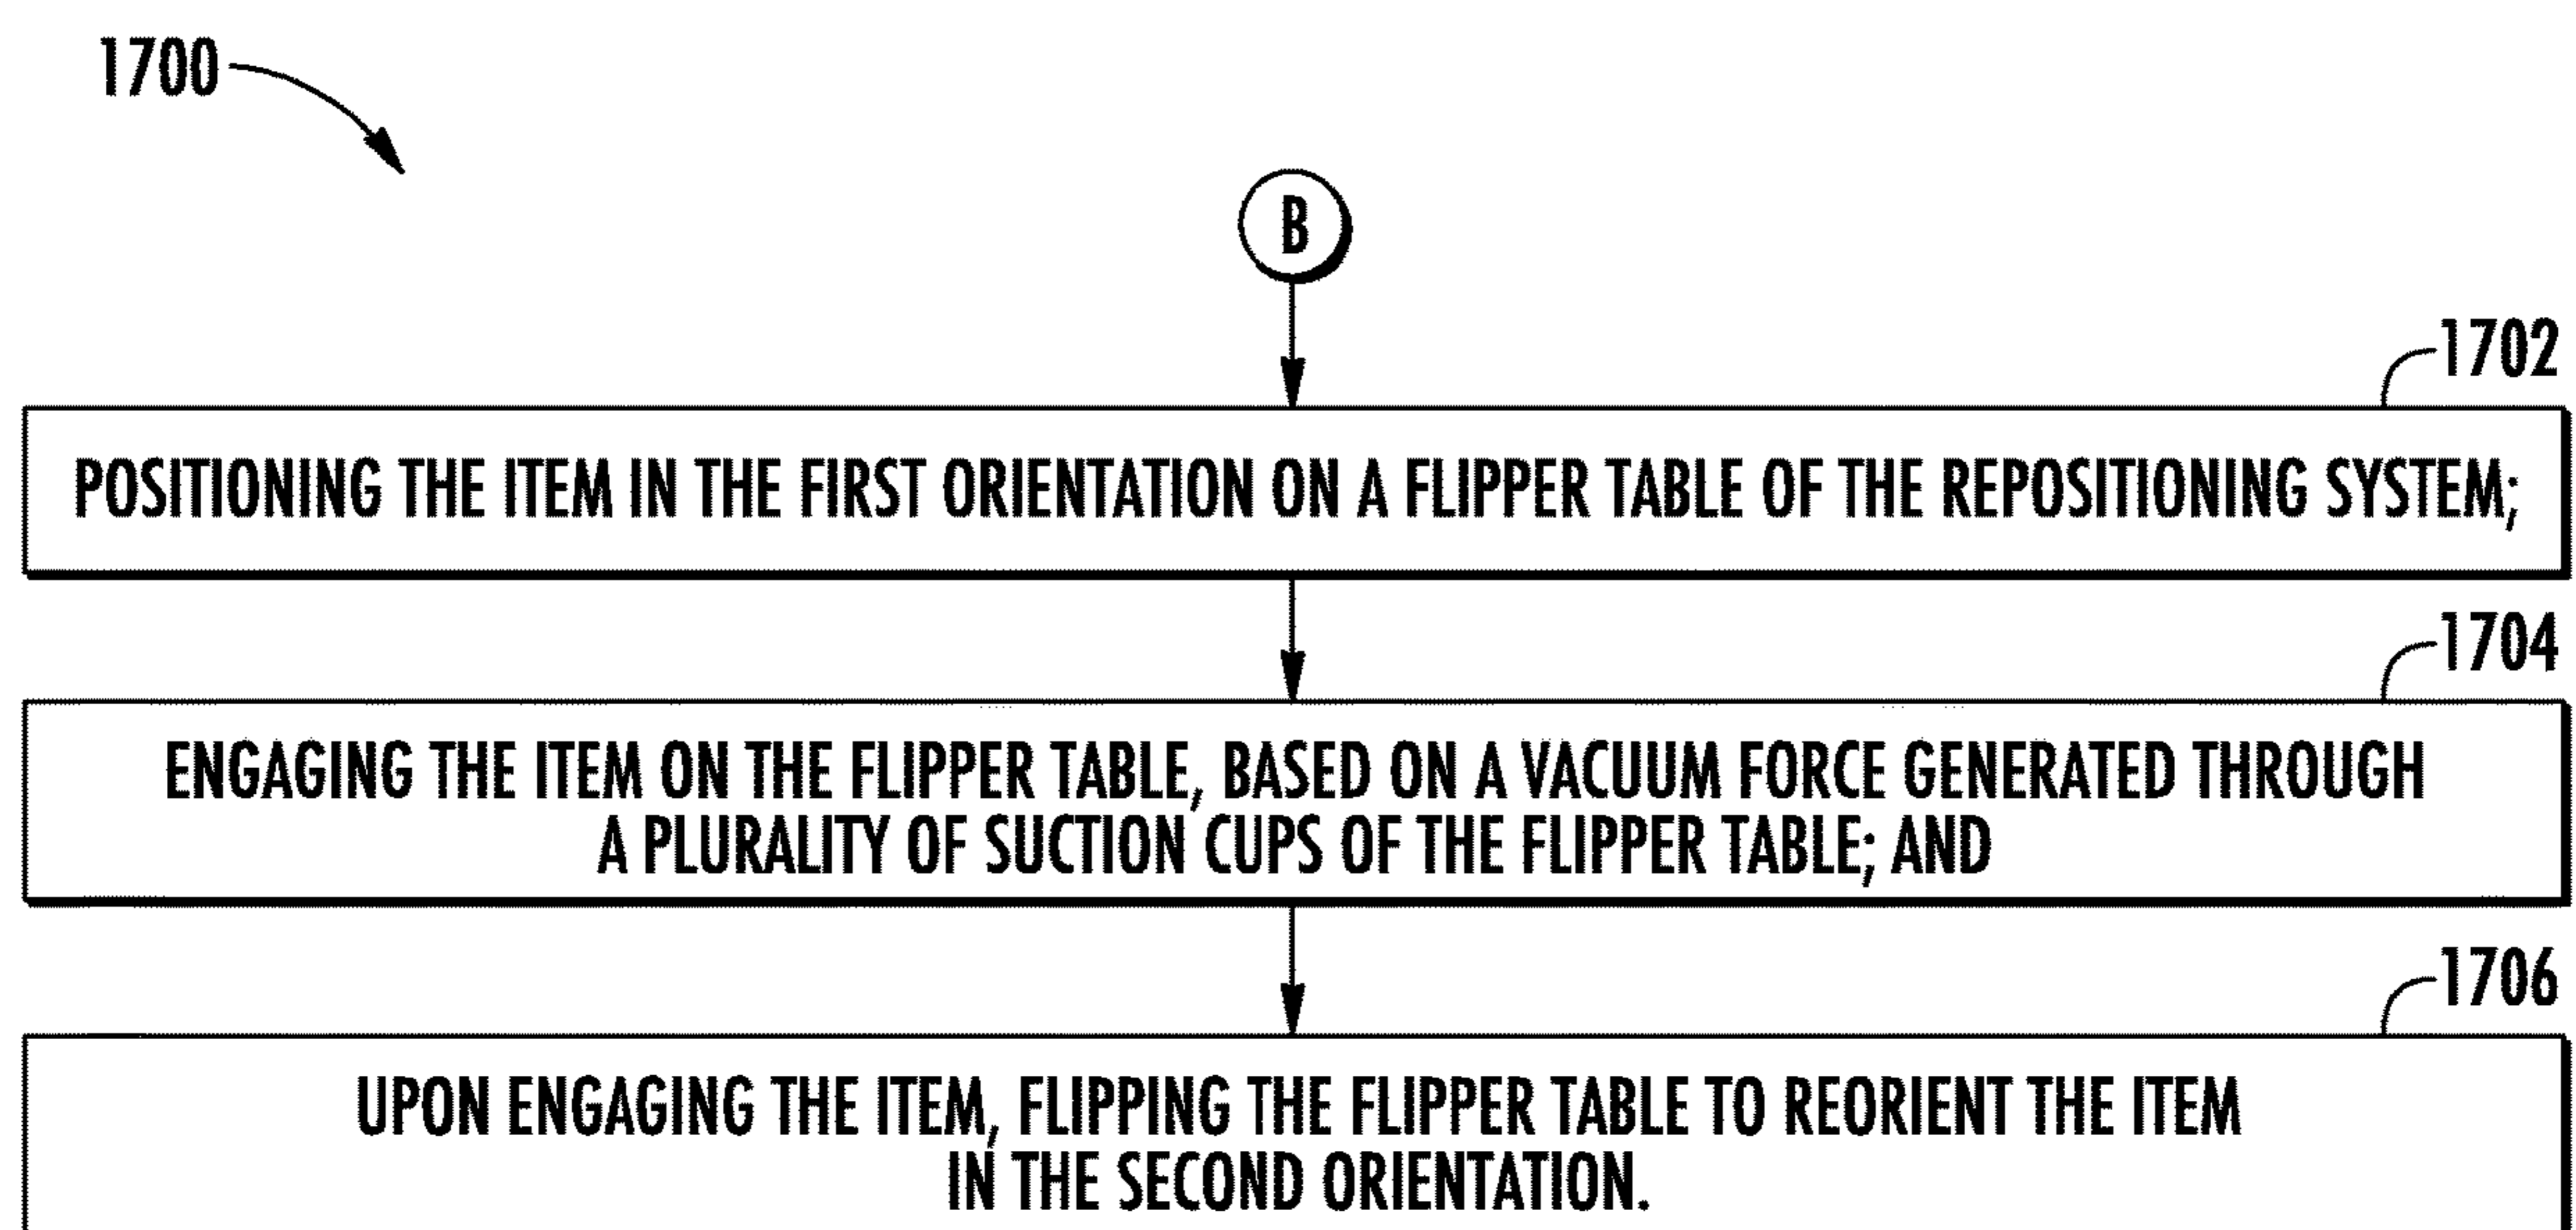 1700
B
1702
POSITIONING THE ITEM IN THE FIRST ORIENTATION ON A FLIPPER TABLE OF THE REPOSITIONING SYSTEM;
1704
ENGAGING THE ITEM ON THE FLIPPER TABLE, BASED ON A VACUUM FORCE GENERATED THROUGH
A PLURALITY OF SUCTION CUPS OF THE FLIPPER TABLE; AND
1706
UPON ENGAGING THE ITEM, FLIPPING THE FLIPPER TABLE TO REORIENT THE ITEM
IN THE SECOND ORIENTATION.